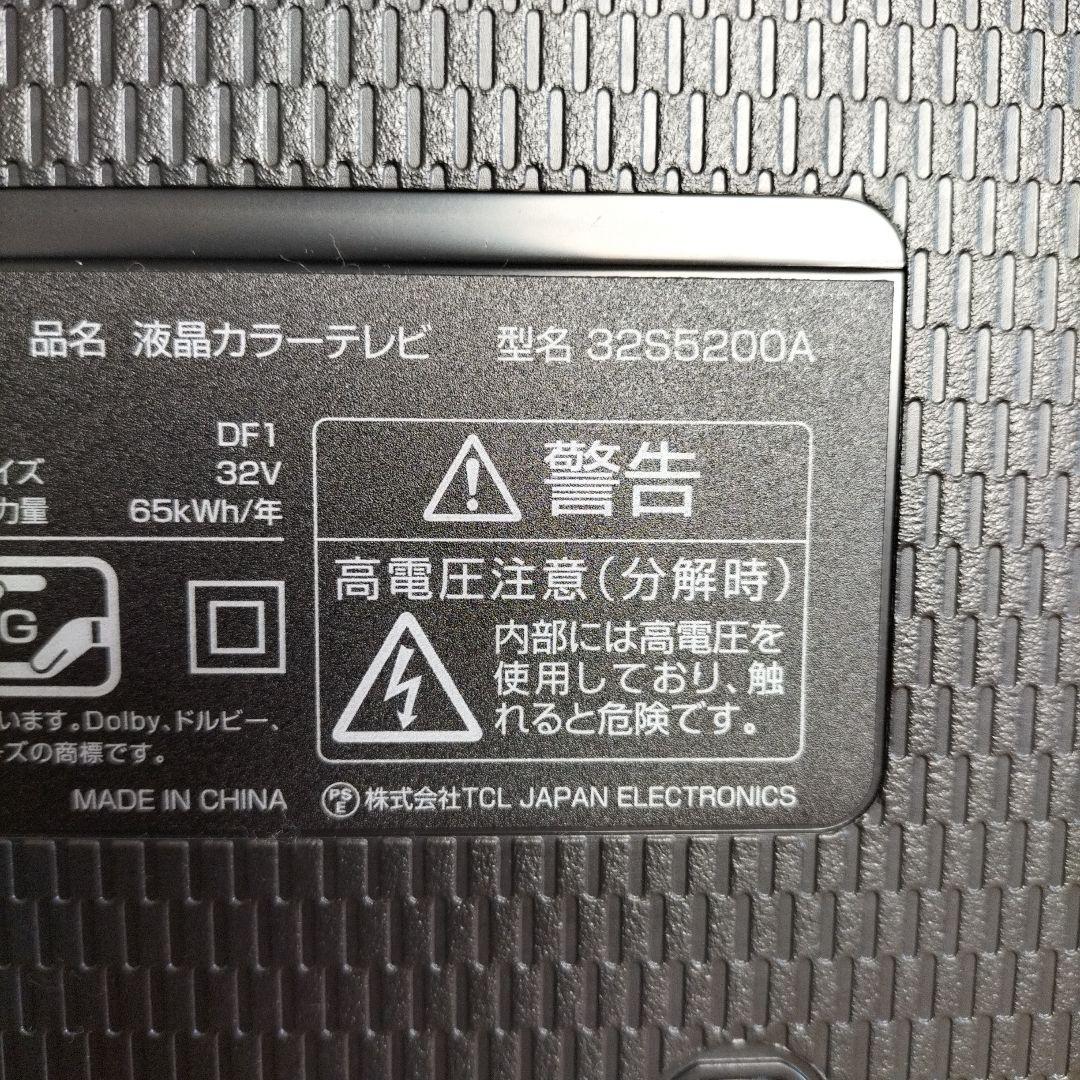 品名 液晶カラーテレビ 型名 32S5200A
DF1
イズ 32V
力量 65kWh/年
警告
高電圧注意(分解時)
内部には高電圧を
使用しており、触
れると危険です。
G
います。Dolby、ドルビー、
ーズの商標です。
MADE IN CHINA PSE 株式会社TCL JAPAN ELECTRONICS